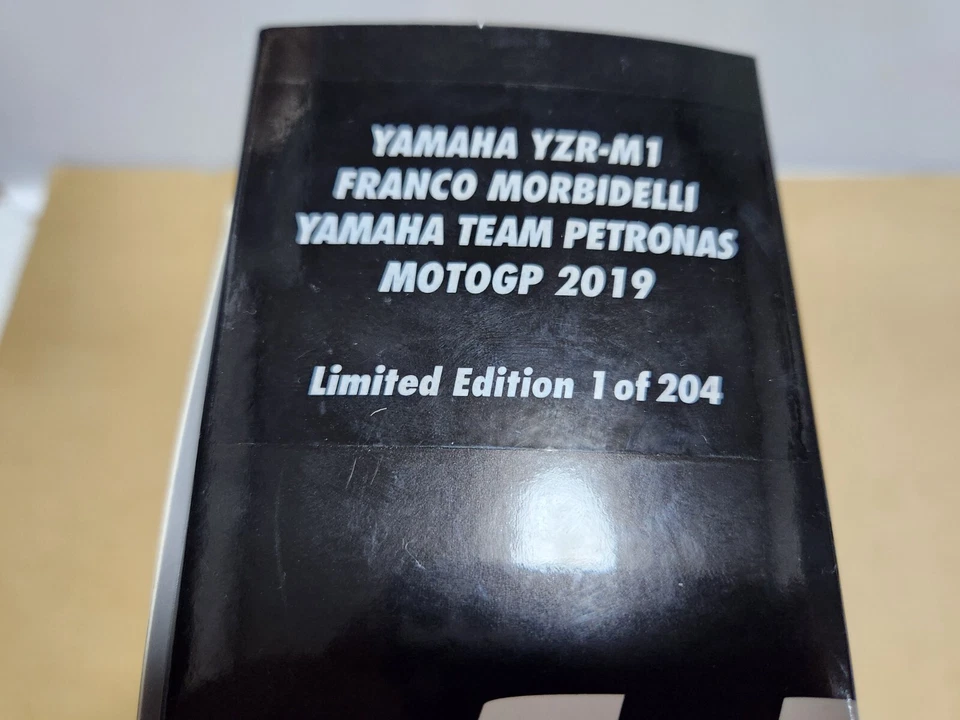 YAMAHA YZR-M1
FRANCO MORBIDELLI
YAMAHA TEAM PETRONAS
MOTOGP 2019
Limited Edition 1 of 204